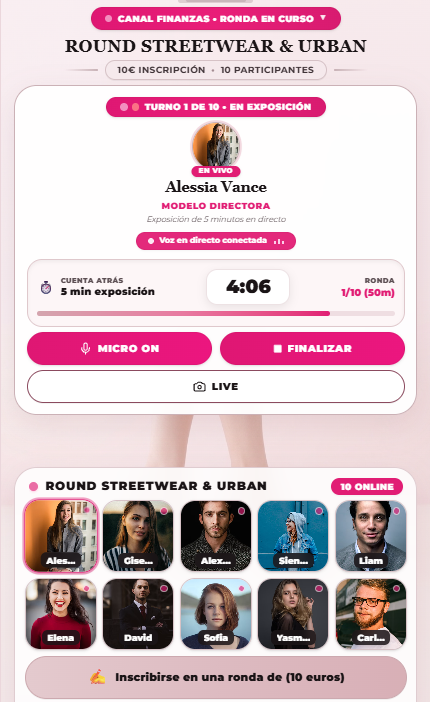 CANAL FINANZAS • RONDA EN CURSO ▼
ROUND STREETWEAR & URBAN
10€ INSCRIPCIÓN · 10 PARTICIPANTES
TURNO 1 DE 10 • EN EXPOSICIÓN
EN VIVO
Alessia Vance
MODELO DIRECTORA
Exposición de 5 minutos en directo
Voz en directo conectada
CUENTA ATRÁS
5 min exposición
4:06
RONDA
1/10 (50m)
MICRO ON
FINALIZAR
LIVE
ROUND STREETWEAR & URBAN
10 ONLINE
Ales...
Gise...
Alex...
Sien...
Liam
Elena
David
Sofia
Yasm...
Carl...
Inscribirse en una ronda de (10 euros)